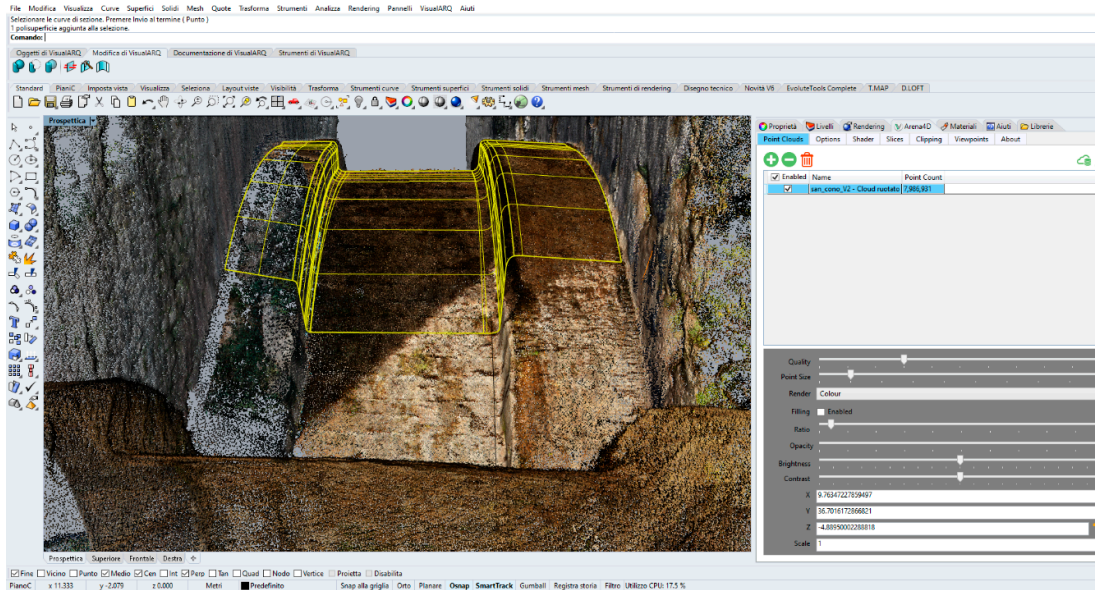 File Modifica Visualizza Curve Superfici Solidi Mesh Quote Trasforma Strumenti Analizza Rendering Pannelli VisualARQ Aiuti
Selezionare le curve di sezione. Premere Invio al termine ( Punto )
1 polisuperficie aggiunta alla selezione.
Comando:
Oggetti di VisualARQ Modifica di VisualARQ Documentazione di VisualARQ Strumenti di VisualARQ
Standard PianiC Imposta vista Visualizza Seleziona Layout viste Visibilità Trasforma Strumenti curve Strumenti superfici Strumenti solidi Strumenti mesh Strumenti di rendering Disegno tecnico Novità V6 EvoluteTools Complete T.MAP D.LOFT
Prospettica
Proprietà Livelli Rendering Arena4D Materiali Aiuti Librerie
Point Clouds Options Shader Slices Clipping Viewpoints About
Enabled Name Point Count
san_cono_V2 - Cloud ruotato 7,986,931
Quality
Point Size
Render Colour
Filling Enabled
Ratio
Opacity
Brightness
Contrast
X 9.76347227859497
Y 36.7016172866821
Z -4.88950002288818
Scale 1
Prospettica Superiore Frontale Destra
Fine Vicino Punto Medio Cen Int Perp Tan Quad Nodo Vertice Proietta Disabilita
PianoC x 11.333 y -2.079 z 0.000 Metri Predefinito Snap alla griglia Orto Planare Osnap SmartTrack Gumball Registra storia Filtro Utilizzo CPU: 17.5 %